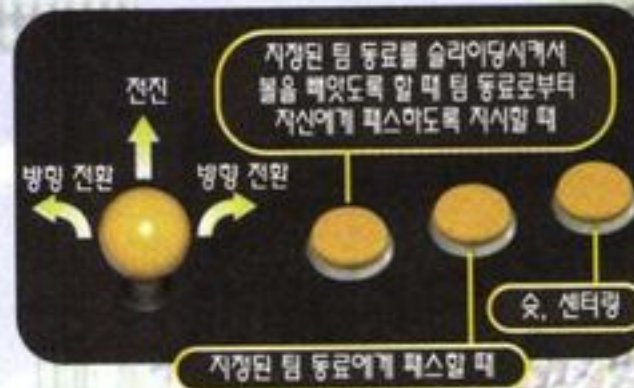 지정된 팀 동료를 슬라이딩시켜서
볼을 빼앗도록 할 때 팀 동료로부터
자신에게 패스하도록 지시할 때
전진
방향 전환
방향 전환
슛, 센터링
지정된 팀 동료에게 패스할 때